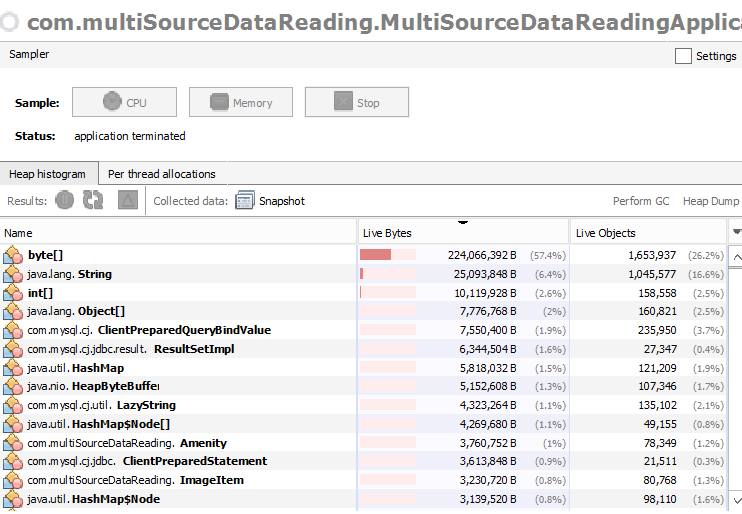 com.multiSourceDataReading.MultiSourceDataReadingApplica
Sampler
Settings
Sample: CPU Memory Stop
Status: application terminated
Heap histogram Per thread allocations
Results: Collected data: Snapshot Perform GC Heap Dump
Name Live Bytes Live Objects
byte[] 224,066,392 B (57.4%) 1,653,937 (26.2%)
java.lang. String 25,093,848 B (6.4%) 1,045,577 (16.6%)
int[] 10,119,928 B (2.6%) 158,558 (2.5%)
java.lang. Object[] 7,776,768 B (2%) 160,821 (2.5%)
com.mysql.cj. ClientPreparedQueryBindValue 7,550,400 B (1.9%) 235,950 (3.7%)
com.mysql.cj.jdbc.result. ResultSetImpl 6,344,504 B (1.6%) 27,347 (0.4%)
java.util. HashMap 5,818,032 B (1.5%) 121,209 (1.9%)
java.nio. HeapByteBuffer 5,152,608 B (1.3%) 107,346 (1.7%)
com.mysql.cj.util. LazyString 4,323,264 B (1.1%) 135,102 (2.1%)
java.util. HashMap$Node[] 4,269,680 B (1.1%) 49,155 (0.8%)
com.multiSourceDataReading. Amenity 3,760,752 B (1%) 78,349 (1.2%)
com.mysql.cj.jdbc. ClientPreparedStatement 3,613,848 B (0.9%) 21,511 (0.3%)
com.multiSourceDataReading. ImageItem 3,230,720 B (0.8%) 80,768 (1.3%)
java.util. HashMap$Node 3,139,520 B (0.8%) 98,110 (1.6%)